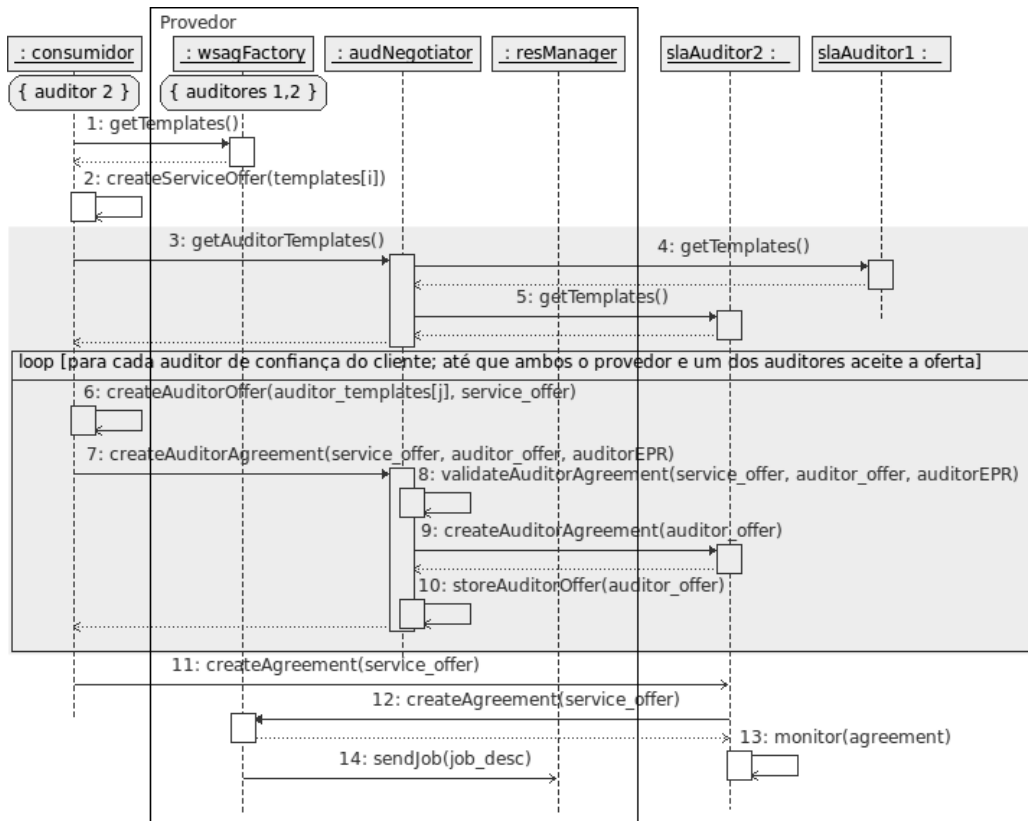 Provedor
: consumidor
: wsagFactory
: audNegotiator
: resManager
slaAuditor2 :
slaAuditor1 :
{ auditor 2 }
{ auditores 1,2 }
1: getTemplates()
2: createServiceOffer(templates[i])
3: getAuditorTemplates()
4: getTemplates()
5: getTemplates()
loop [para cada auditor de confiança do cliente; até que ambos o provedor e um dos auditores aceite a oferta]
6: createAuditorOffer(auditor_templates[j], service_offer)
7: createAuditorAgreement(service_offer, auditor_offer, auditorEPR)
8: validateAuditorAgreement(service_offer, auditor_offer, auditorEPR)
9: createAuditorAgreement(auditor_offer)
10: storeAuditorOffer(auditor_offer)
11: createAgreement(service_offer)
12: createAgreement(service_offer)
13: monitor(agreement)
14: sendJob(job_desc)